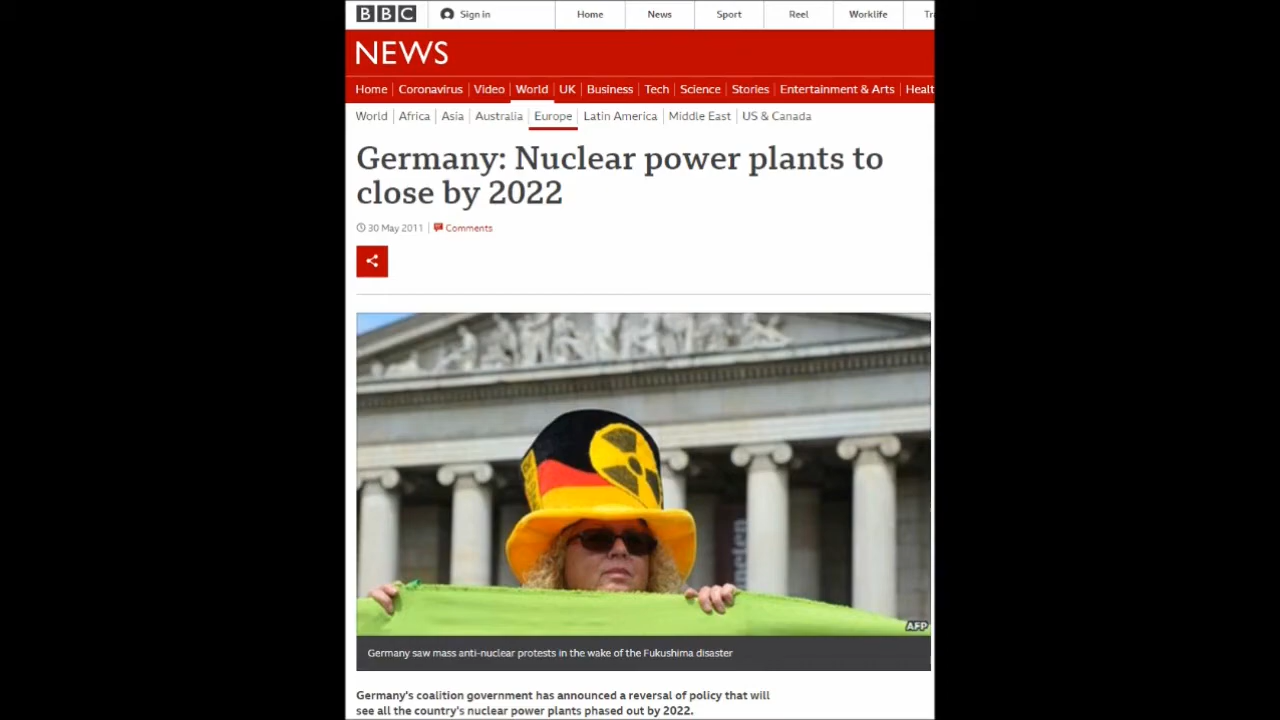 BBC Sign in Home News Sport Reel Worklife Tr
NEWS
Home Coronavirus Video World UK Business Tech Science Stories Entertainment & Arts Healt
World Africa Asia Australia Europe Latin America Middle East US & Canada
Germany: Nuclear power plants to
close by 2022
30 May 2011 Comments
AFP
Germany saw mass anti-nuclear protests in the wake of the Fukushima disaster
Germany's coalition government has announced a reversal of policy that will
see all the country's nuclear power plants phased out by 2022.